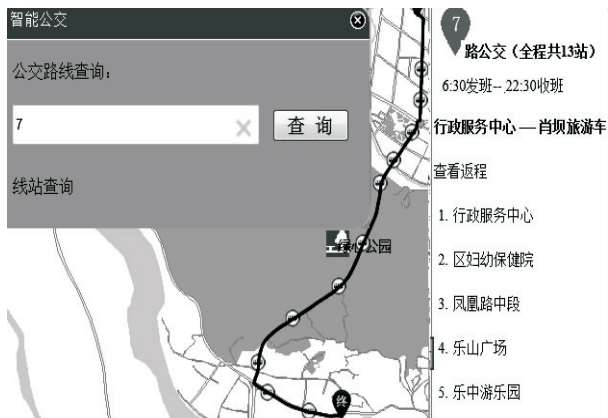 智能公交
公交路线查询：
7
查 询
线站查询
绿心公园
终
7
路公交（全程共13站）
6:30发班-- 22:30收班
行政服务中心 — 肖坝旅游车
查看返程
1. 行政服务中心
2. 区妇幼保健院
3. 凤凰路中段
4. 乐山广场
5. 乐中游乐园